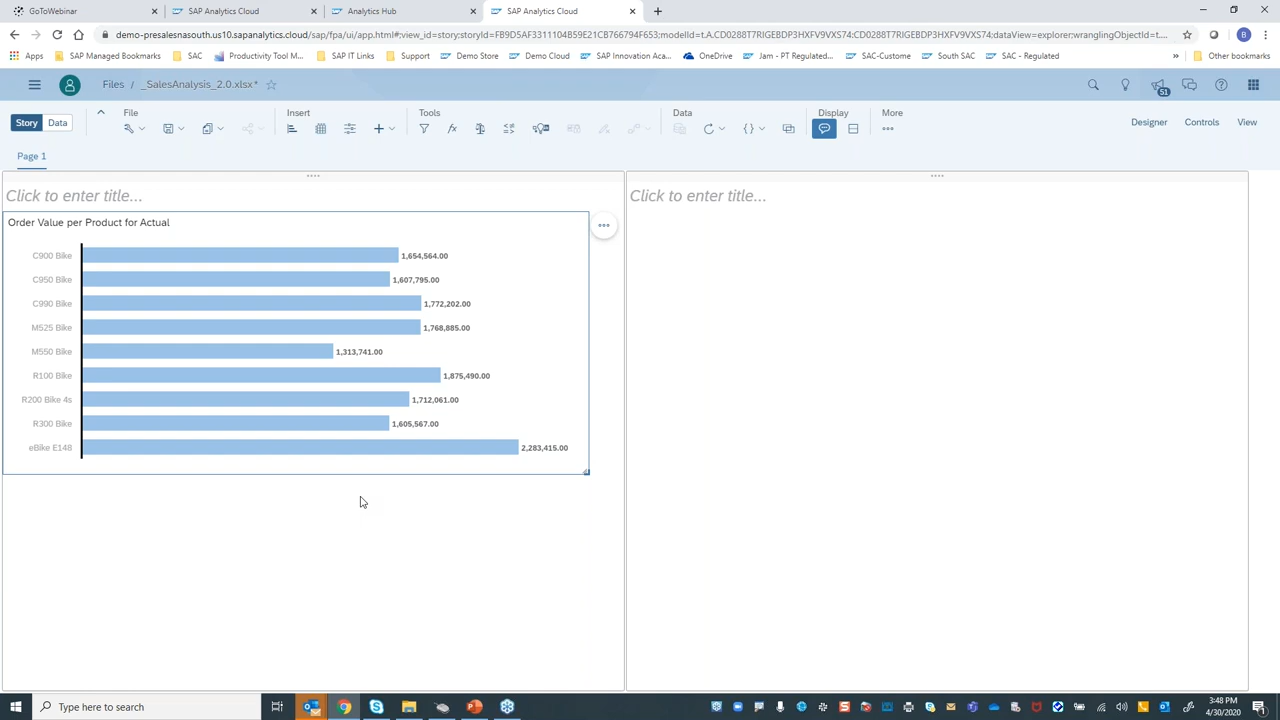 GoToWebinar
SAP Analytics Cloud
Analytics Hub
SAP Analytics Cloud
demo-presalesnasouth.us10.sapanalytics.cloud/sap/fpa/ui/app.html#;view_id=story;storyId=FB9D5AF3311104B59E21CB766794F653;modelId=t.A.CD0288T7RIGEBDP3HXFV9VXS74:CD0288T7RIGEBDP3HXFV9VXS74;dataView=explorer;wranglingObjectId=t....
B
Apps SAP IT SAC Productivity Tool M... SAP IT Links Support Demo Store Demo Cloud SAP Innovation Aca... OneDrive Jam - PT Regulated... SAC-Custome South SAC SAC - Regulated » Other bookmarks
Files / _SalesAnalysis_2.0.xlsx*
51
Story Data
File
Insert
Tools
Data
Display
More
Designer Controls View
Page 1
Click to enter title...
Click to enter title...
Order Value per Product for Actual
C900 Bike 1,654,564.00
C950 Bike 1,607,795.00
C990 Bike 1,772,202.00
M525 Bike 1,768,885.00
M550 Bike 1,313,741.00
R100 Bike 1,875,490.00
R200 Bike 4s 1,712,061.00
R300 Bike 1,605,567.00
eBike E148 2,283,415.00
Type here to search
3:48 PM
4/30/2020